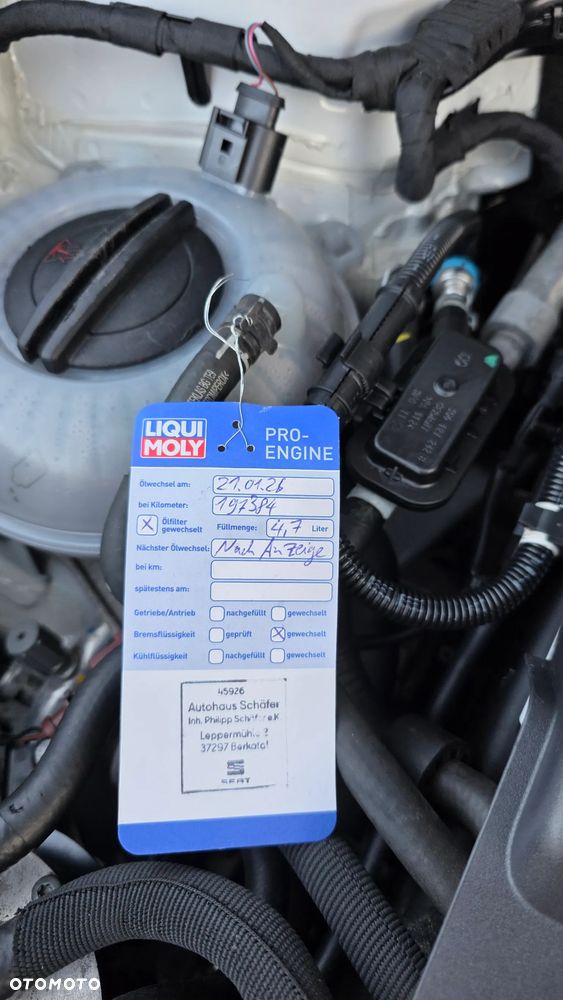 LIQUI
MOLY
PRO-
ENGINE
Ölwechsel am: 21.01.26
bei Kilometer: 197384
X Ölfilter gewechselt Füllmenge: 4,7 Liter
Nächster Ölwechsel: Nach Anzeige
bei km:
spätestens am:
Getriebe/Antrieb nachgefüllt gewechselt
Bremsflüssigkeit geprüft X gewechselt
Kühlflüssigkeit nachgefüllt gewechselt
45926
Autohaus Schäfer
Inh. Philipp Schäfer e.K.
Leppermühle 2
37297 Berkatal
SEAT
OTOMOTO